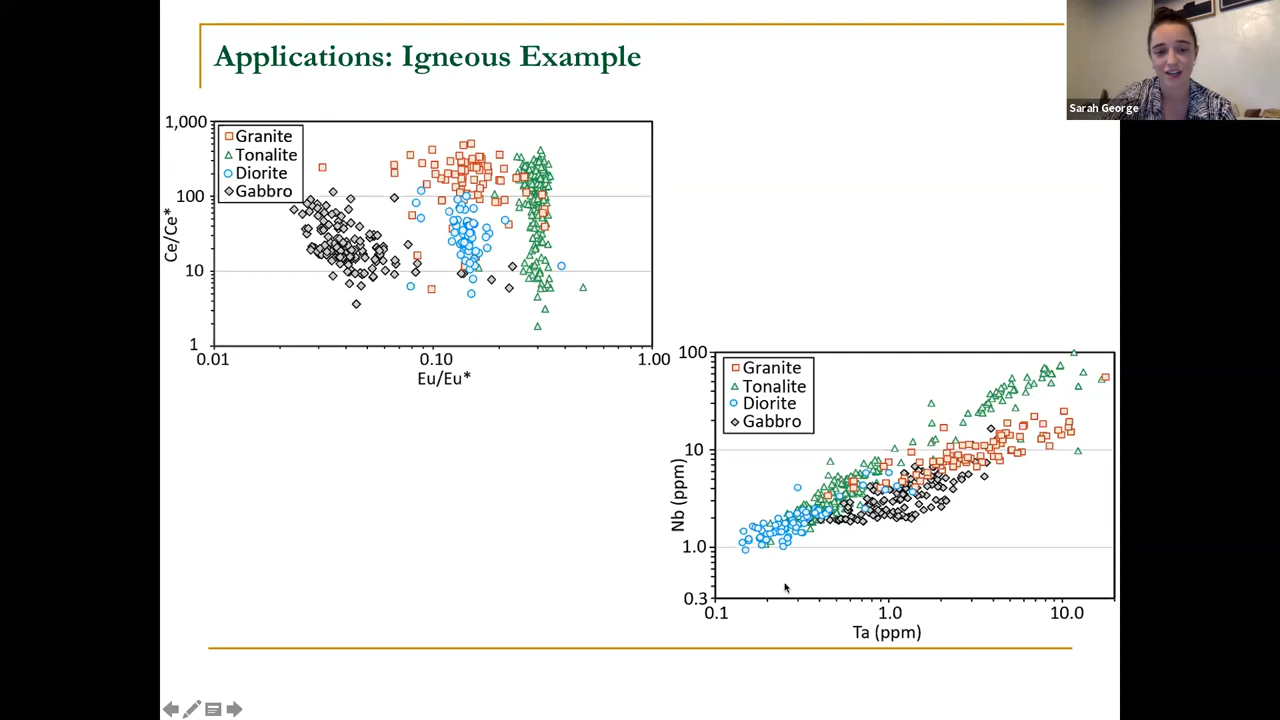 Applications: Igneous Example
Sarah George
1,000
100
10
1
Ce/Ce*
Granite
Tonalite
Diorite
Gabbro
0.01
0.10
1.00
Eu/Eu*
100
10
1.0
0.3
Nb (ppm)
Granite
Tonalite
Diorite
Gabbro
0.1
1.0
10.0
Ta (ppm)